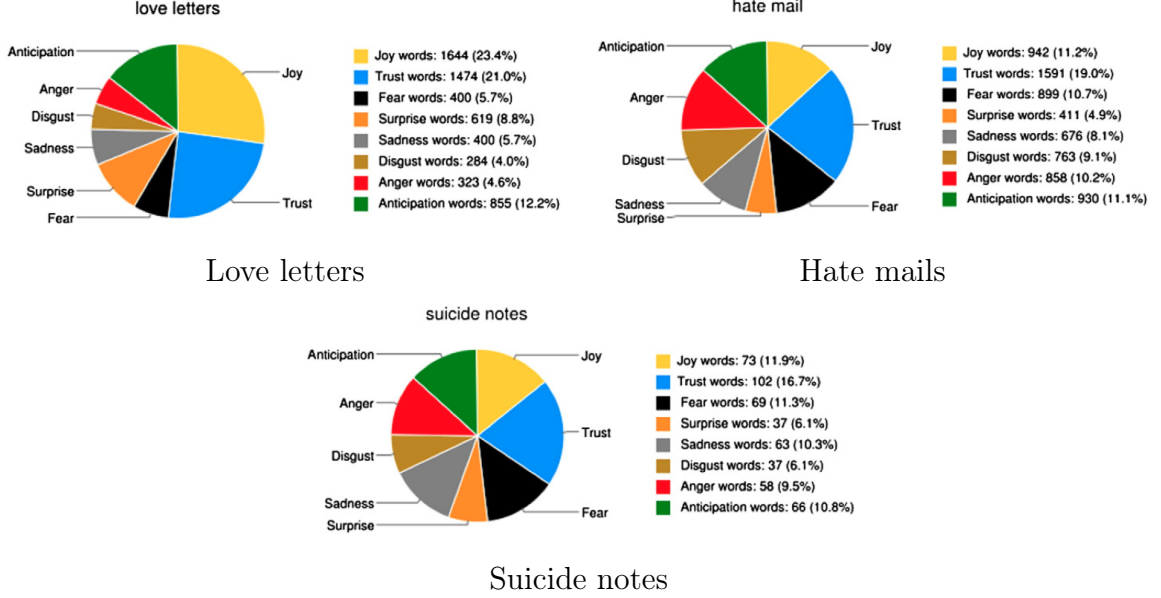 love letters
Anticipation
Anger
Disgust
Sadness
Surprise
Fear
Joy
Trust
Joy words: 1644 (23.4%)
Trust words: 1474 (21.0%)
Fear words: 400 (5.7%)
Surprise words: 619 (8.8%)
Sadness words: 400 (5.7%)
Disgust words: 284 (4.0%)
Anger words: 323 (4.6%)
Anticipation words: 855 (12.2%)
Love letters
hate mail
Anticipation
Anger
Disgust
Sadness
Surprise
Joy
Trust
Fear
Joy words: 942 (11.2%)
Trust words: 1591 (19.0%)
Fear words: 899 (10.7%)
Surprise words: 411 (4.9%)
Sadness words: 676 (8.1%)
Disgust words: 763 (9.1%)
Anger words: 858 (10.2%)
Anticipation words: 930 (11.1%)
Hate mails
suicide notes
Anticipation
Anger
Disgust
Sadness
Surprise
Joy
Trust
Fear
Joy words: 73 (11.9%)
Trust words: 102 (16.7%)
Fear words: 69 (11.3%)
Surprise words: 37 (6.1%)
Sadness words: 63 (10.3%)
Disgust words: 37 (6.1%)
Anger words: 58 (9.5%)
Anticipation words: 66 (10.8%)
Suicide notes